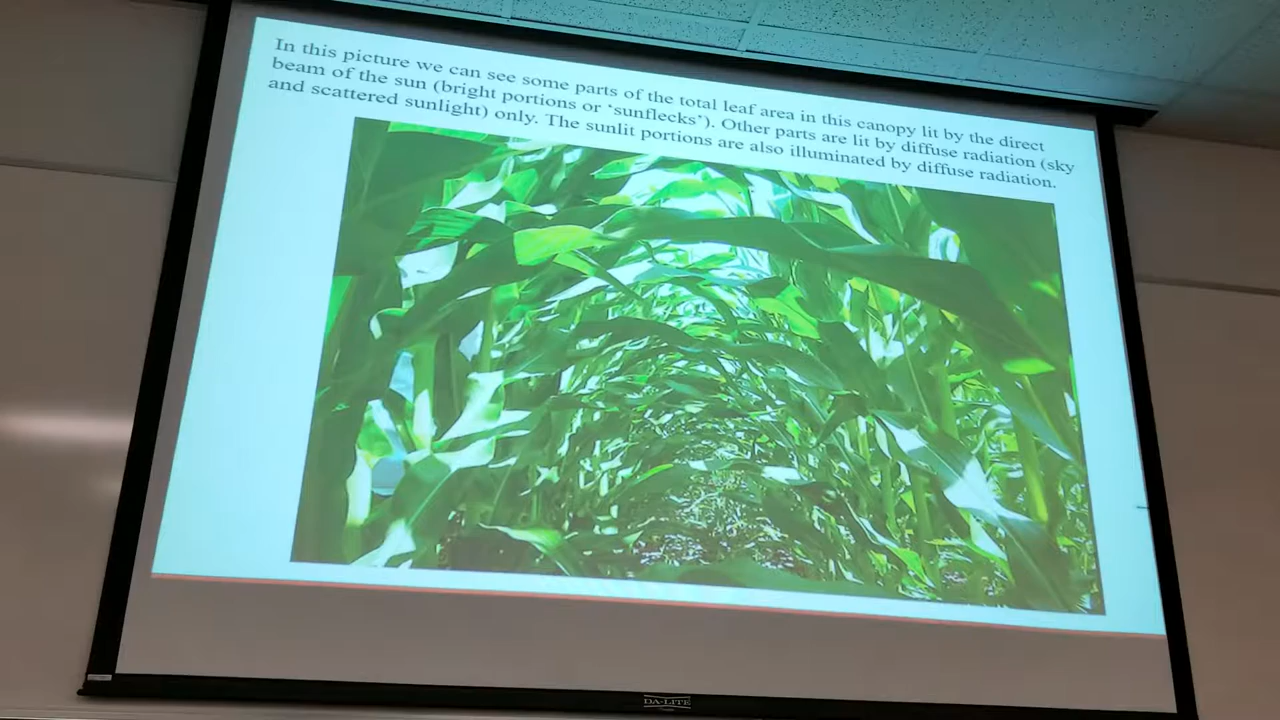 In this picture we can see some parts of the total leaf area in this canopy lit by the direct
beam of the sun (bright portions or ‘sunflecks’). Other parts are lit by diffuse radiation (sky
and scattered sunlight) only. The sunlit portions are also illuminated by diffuse radiation.
DA-LITE